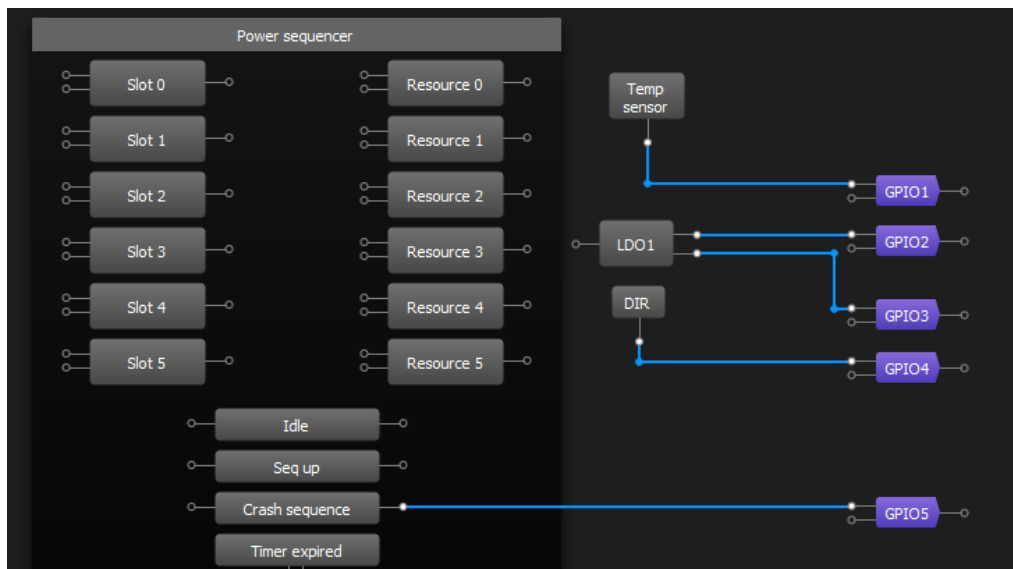 Power sequencer
Slot 0
Resource 0
Slot 1
Resource 1
Slot 2
Resource 2
Slot 3
Resource 3
Slot 4
Resource 4
Slot 5
Resource 5
Idle
Seq up
Crash sequence
Timer expired
Temp
sensor
LDO1
DIR
GPIO1
GPIO2
GPIO3
GPIO4
GPIO5